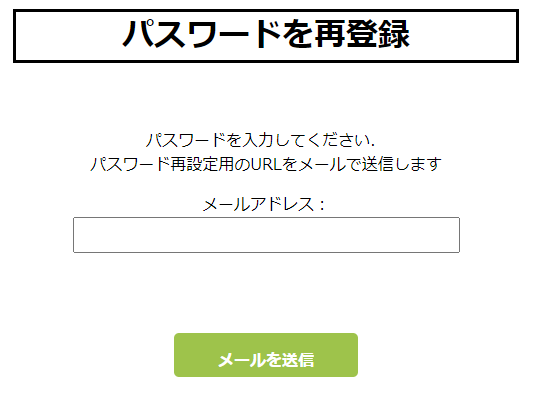 パスワードを再登録
パスワードを入力してください.
パスワード再設定用のURLをメールで送信します
メールアドレス：
メールを送信